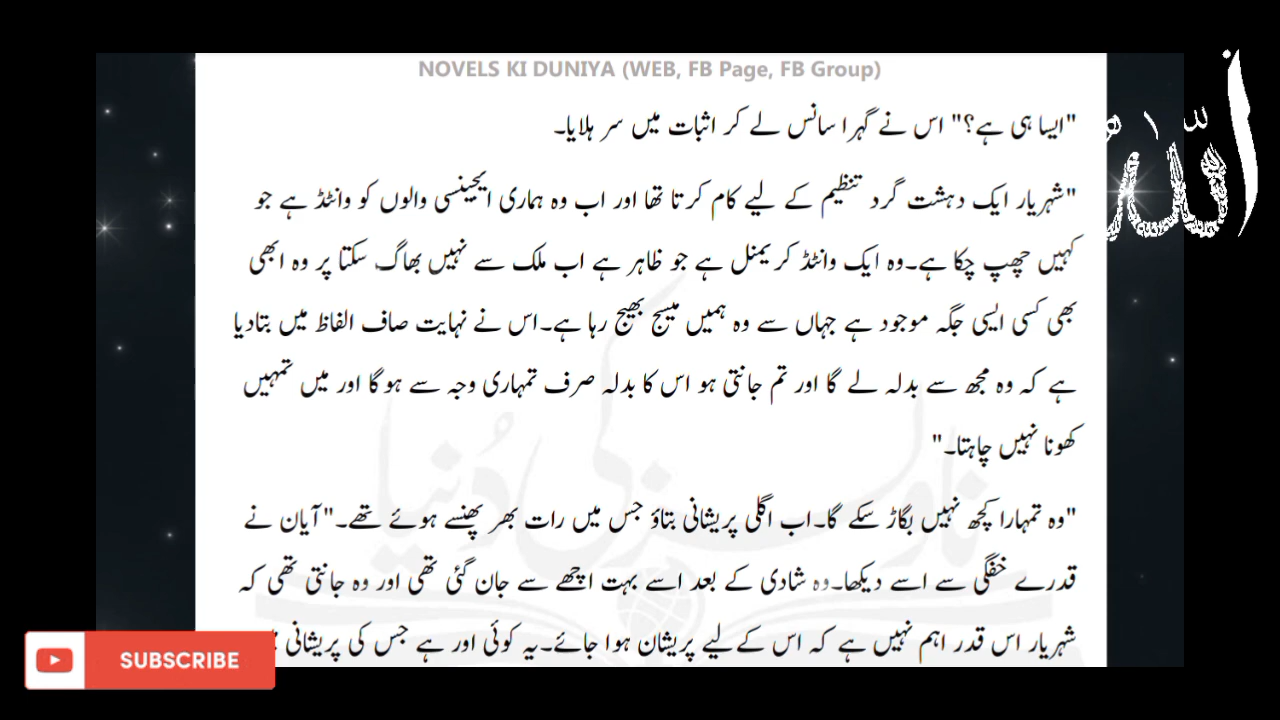 NOVELS KI DUNIYA (WEB, FB Page, FB Group)
"ایسا ہی ہے؟" اس نے گہرا سانس لے کر اثبات میں سر ہلایا۔
"شہریار ایک دہشت گرد تنظیم کے لیے کام کرتا تھا اور اب وہ ہماری ایجینسی والوں کو وانٹڈ ہے جو
کہیں چھپ چکا ہے۔وہ ایک وانٹڈ کریمنل ہے جو ظاہر ہے اب ملک سے نہیں بھاگ سکتا پر وہ ابھی
بھی کسی ایسی جگہ موجود ہے جہاں سے وہ ہمیں میسج بھیج رہا ہے۔اس نے نہایت صاف الفاظ میں بتادیا
ہے کہ وہ مجھ سے بدلہ لے گا اور تم جانتی ہو اس کا بدلہ صرف تمہاری وجہ سے ہوگا اور میں تمہیں
کھونا نہیں چاہتا۔"
"وہ تمہارا کچھ نہیں بگاڑ سکے گا۔اب اگلی پریشانی بتاؤ جس میں رات بھر پھنسے ہوئے تھے۔"آیان نے
قدرے خفگی سے اسے دیکھا۔وہ شادی کے بعد اسے بہت اچھے سے جان گئی تھی اور وہ جانتی تھی کہ
شہریار اس قدر اہم نہیں ہے کہ اس کے لیے پریشان ہوا جائے۔یہ کوئی اور ہے جس کی پریشانی
ناولز کی دُنیا
اللہ
SUBSCRIBE